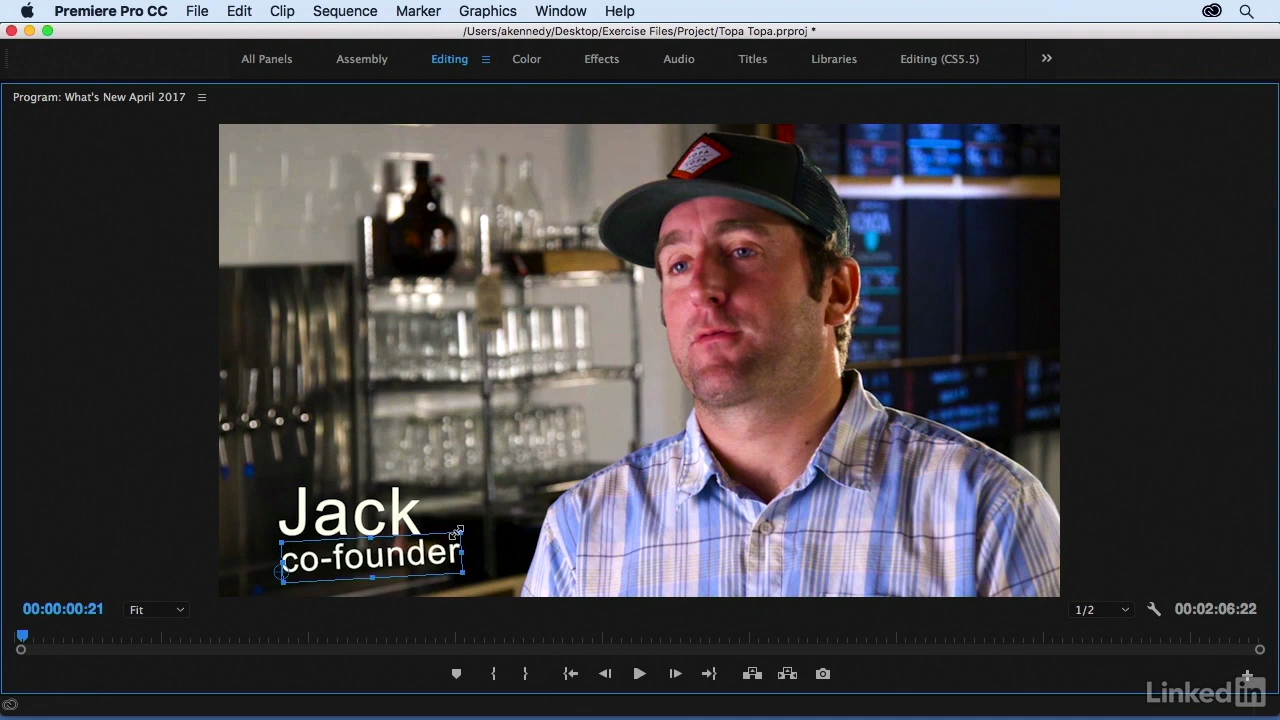 Premiere Pro CC File Edit Clip Sequence Marker Graphics Window Help
/Users/akennedy/Desktop/Exercise Files/Project/Topa Topa.prproj *
All Panels Assembly Editing Color Effects Audio Titles Libraries Editing (CS5.5)
Program: What's New April 2017
Jack
co-founder
00:00:00:21 Fit 1/2 00:02:06:22
LinkedIn